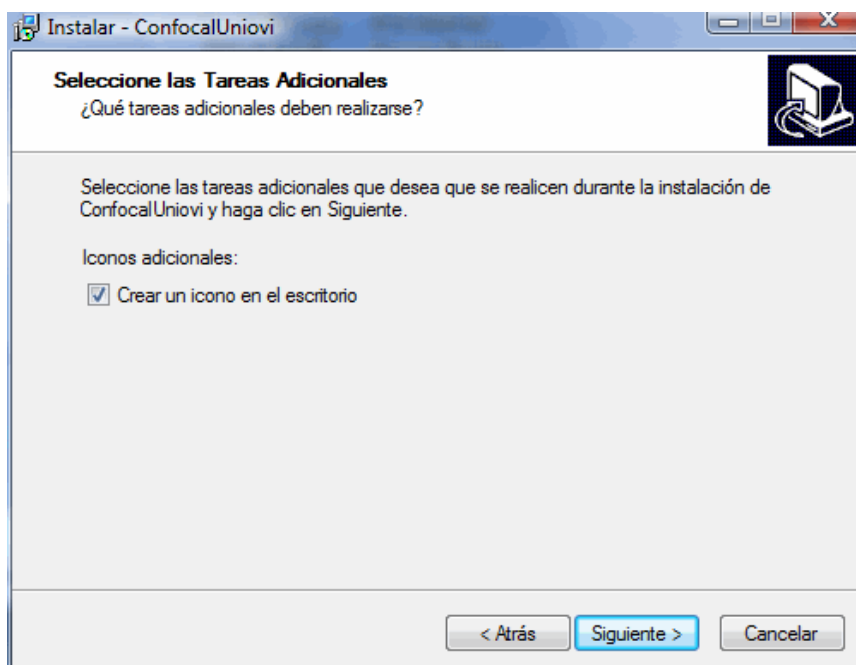 Instalar - ConfocalUniovi
Seleccione las Tareas Adicionales
¿Qué tareas adicionales deben realizarse?
Seleccione las tareas adicionales que desea que se realicen durante la instalación de
ConfocalUniovi y haga clic en Siguiente.
Iconos adicionales:
Crear un icono en el escritorio
< Atrás
Siguiente >
Cancelar